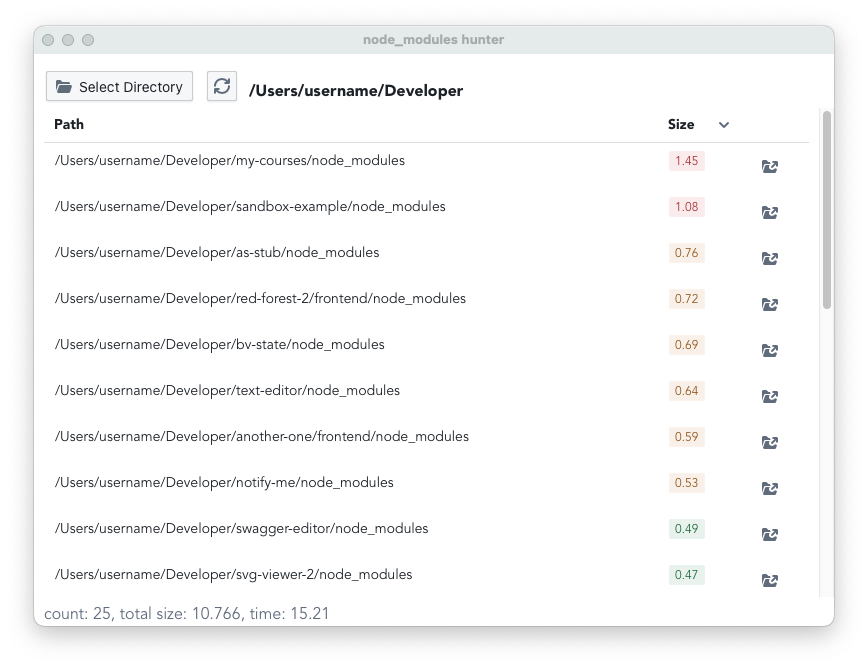 node_modules hunter
Select Directory /Users/username/Developer
Path Size
/Users/username/Developer/my-courses/node_modules 1.45
/Users/username/Developer/sandbox-example/node_modules 1.08
/Users/username/Developer/as-stub/node_modules 0.76
/Users/username/Developer/red-forest-2/frontend/node_modules 0.72
/Users/username/Developer/bv-state/node_modules 0.69
/Users/username/Developer/text-editor/node_modules 0.64
/Users/username/Developer/another-one/frontend/node_modules 0.59
/Users/username/Developer/notify-me/node_modules 0.53
/Users/username/Developer/swagger-editor/node_modules 0.49
/Users/username/Developer/svg-viewer-2/node_modules 0.47
count: 25, total size: 10.766, time: 15.21